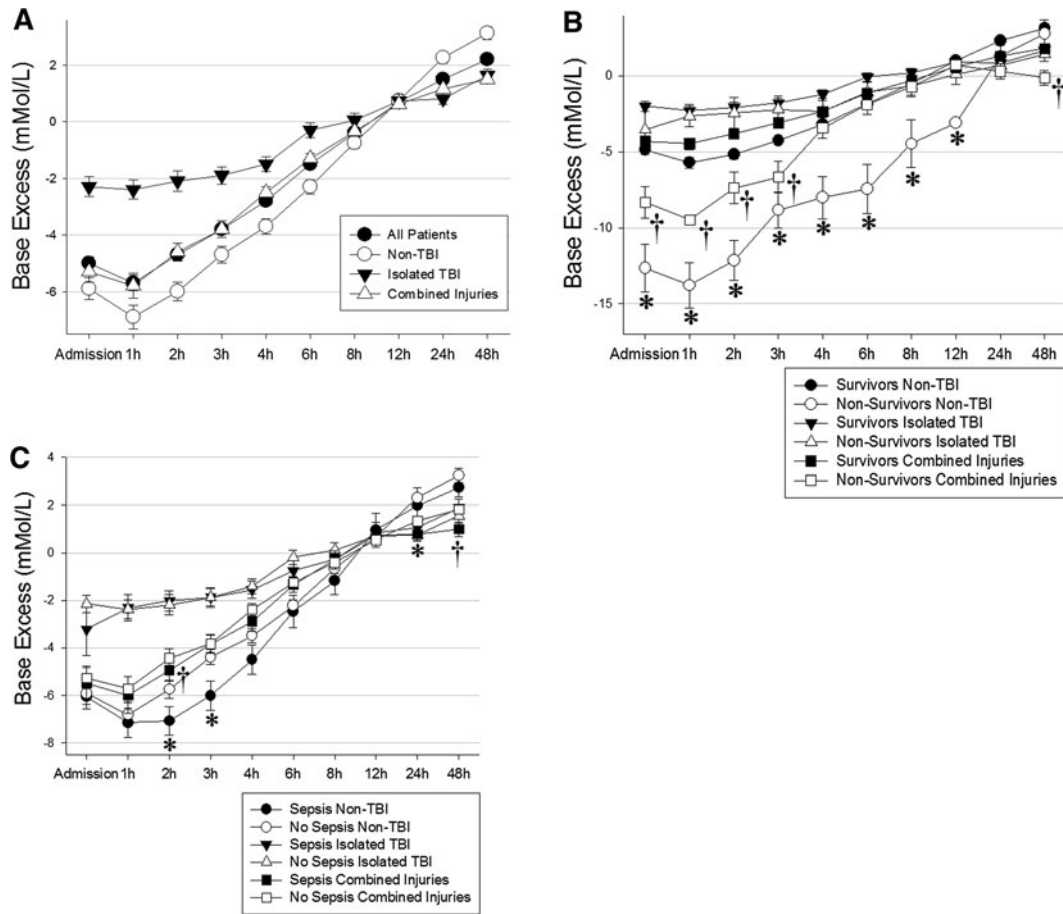 A
Base Excess (mMol/L)
2
0
-2
-4
-6
Admission 1h 2h 3h 4h 6h 8h 12h 24h 48h
All Patients
Non-TBI
Isolated TBI
Combined Injuries
B
Base Excess (mMol/L)
0
-5
-10
-15
† † † † †
* * * * * * * *
Admission 1h 2h 3h 4h 6h 8h 12h 24h 48h
Survivors Non-TBI
Non-Survivors Non-TBI
Survivors Isolated TBI
Non-Survivors Isolated TBI
Survivors Combined Injuries
Non-Survivors Combined Injuries
C
Base Excess (mMol/L)
4
2
0
-2
-4
-6
-8
* †
†
* *
Admission 1h 2h 3h 4h 6h 8h 12h 24h 48h
Sepsis Non-TBI
No Sepsis Non-TBI
Sepsis Isolated TBI
No Sepsis Isolated TBI
Sepsis Combined Injuries
No Sepsis Combined Injuries